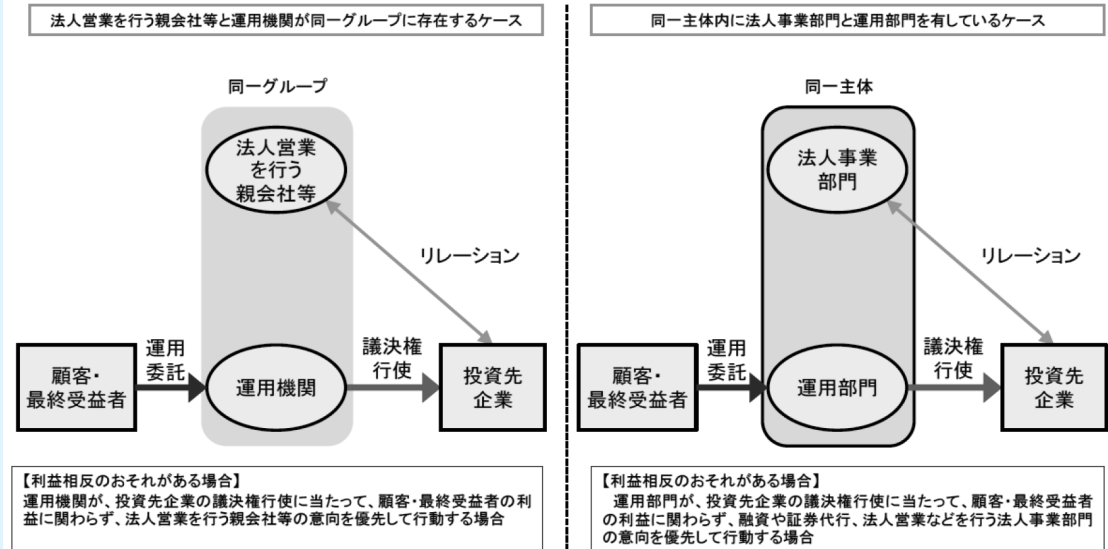 法人営業を行う親会社等と運用機関が同一グループに存在するケース
同一グループ
法人営業
を行う
親会社等
リレーション
顧客・
最終受益者
運用
委託
運用機関
議決権
行使
投資先
企業
【利益相反のおそれがある場合】
運用機関が、投資先企業の議決権行使に当たって、顧客・最終受益者の利
益に関わらず、法人営業を行う親会社等の意向を優先して行動する場合
同一主体内に法人事業部門と運用部門を有しているケース
同一主体
法人事業
部門
リレーション
顧客・
最終受益者
運用
委託
運用部門
議決権
行使
投資先
企業
【利益相反のおそれがある場合】
運用部門が、投資先企業の議決権行使に当たって、顧客・最終受益者
の利益に関わらず、融資や証券代行、法人営業などを行う法人事業部門
の意向を優先して行動する場合